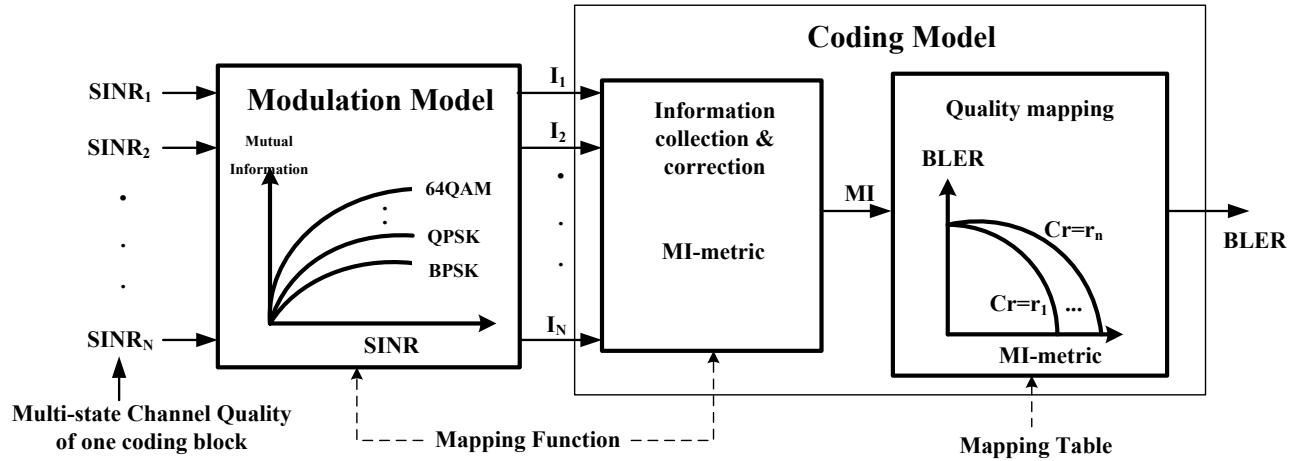 Coding Model
SINR₁
SINR₂
.
.
.
SINR_N
Multi-state Channel Quality
of one coding block
Modulation Model
Mutual
Information
64QAM
⋮
QPSK
BPSK
SINR
I₁
I₂
.
.
.
I_N
Information
collection &
correction
MI-metric
MI
Quality mapping
BLER
Cr=rₙ
Cr=r₁ ...
MI-metric
BLER
Mapping Function
Mapping Table